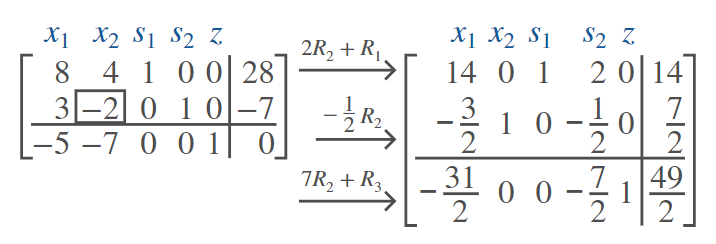 x₁ x₂ s₁ s₂ z
8 4 1 0 0 | 28
3 −2 0 1 0 | −7
−5 −7 0 0 1 | 0
2R₂ + R₁
−1/2 R₂
7R₂ + R₃
x₁ x₂ s₁ s₂ z
14 0 1 2 0 | 14
−3/2 1 0 −1/2 0 | 7/2
−31/2 0 0 −7/2 1 | 49/2